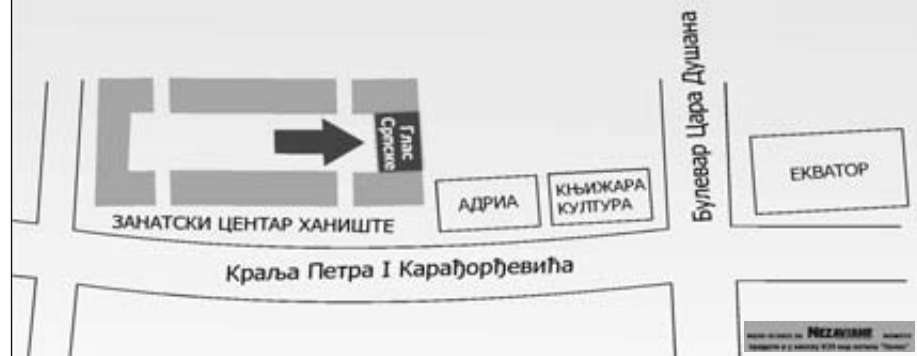 Булевар Цара Душана
Глас
Српске
ЕКВАТОР
КЊИЖАРА
КУЛТУРА
АДРИА
ЗАНАТСКИ ЦЕНТАР ХАНИШТЕ
Краља Петра I Карађорђевића
NEZAVISNE